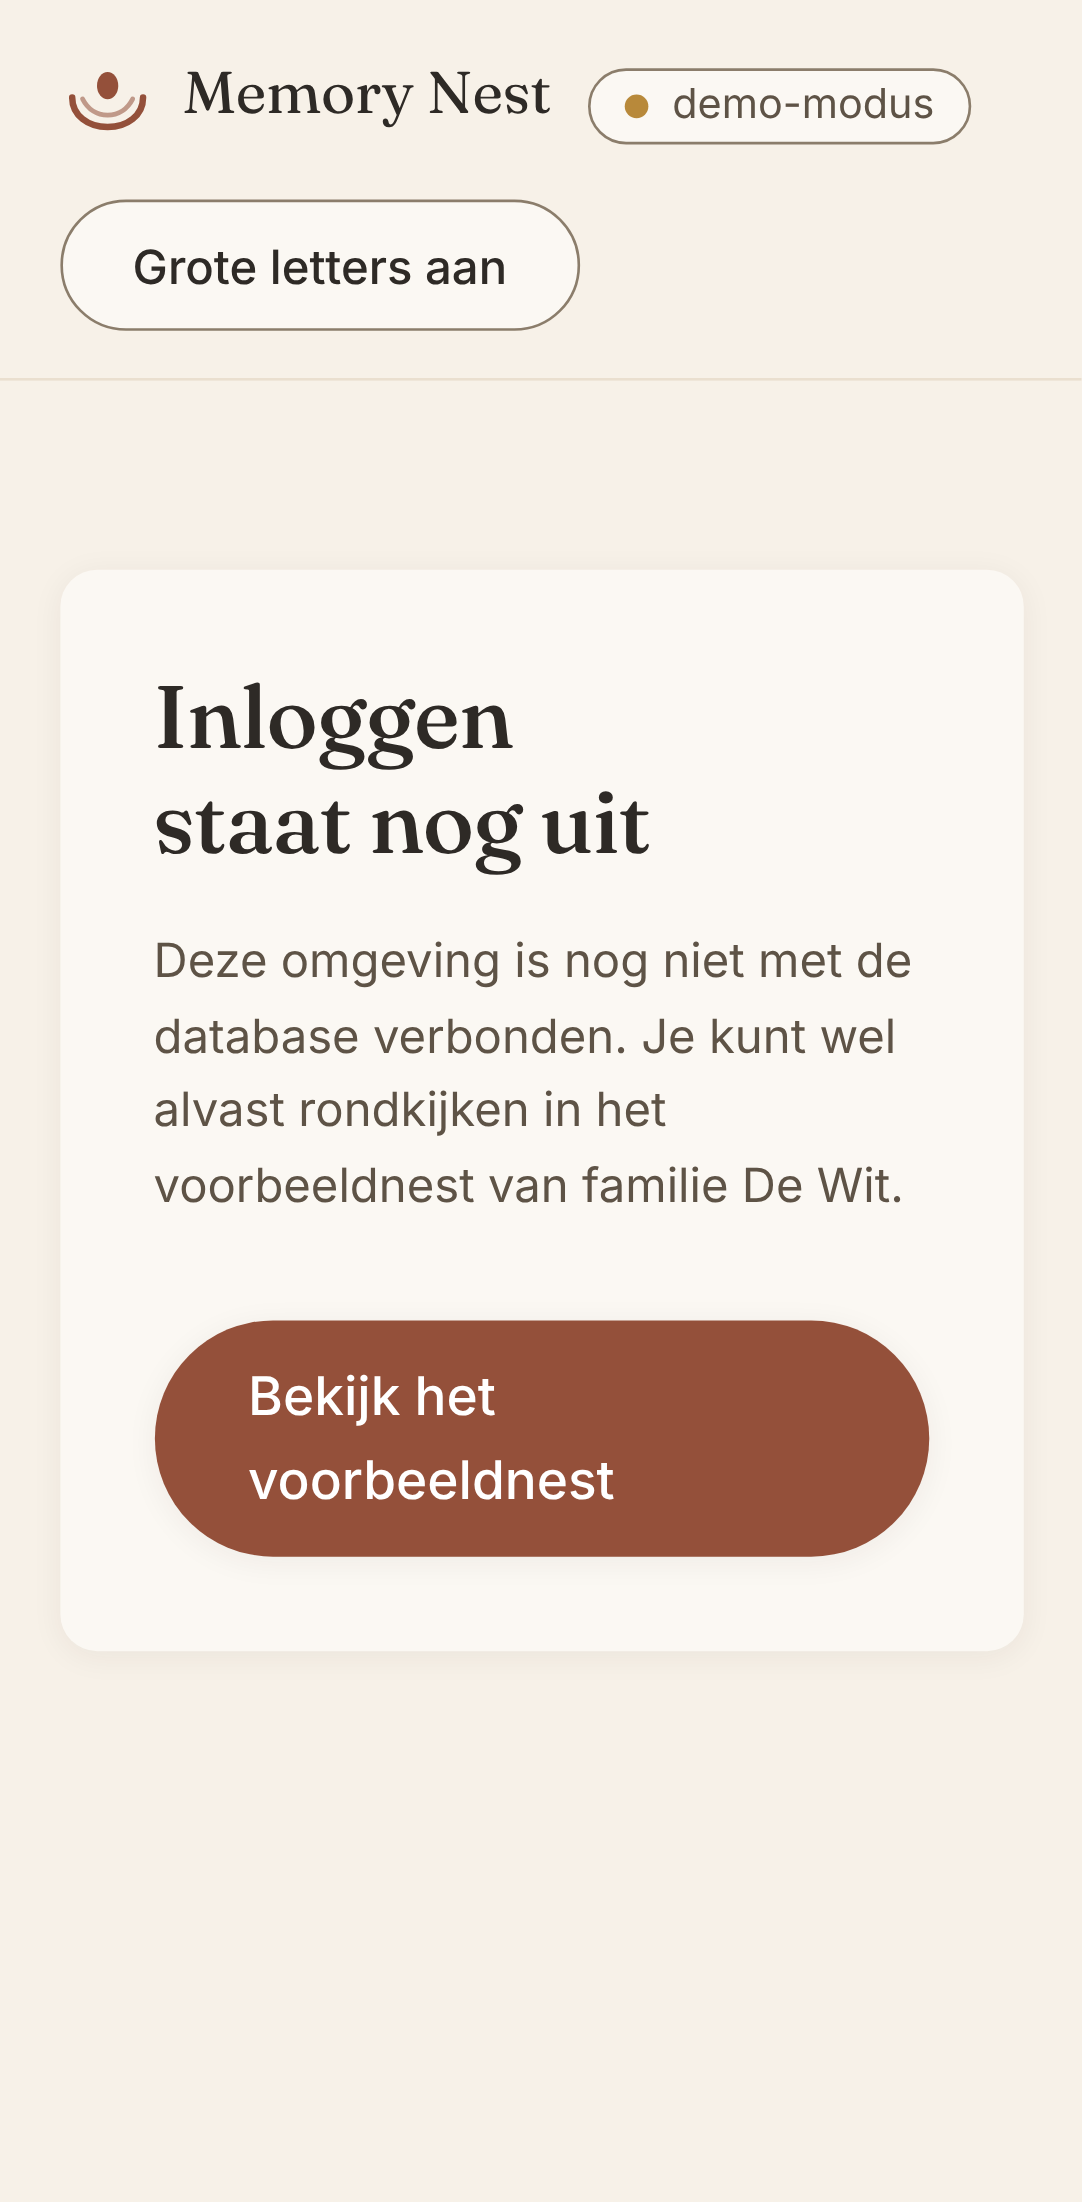 Memory Nest
demo-modus
Grote letters aan
Inloggen
staat nog uit
Deze omgeving is nog niet met de
database verbonden. Je kunt wel
alvast rondkijken in het
voorbeeldnest van familie De Wit.
Bekijk het
voorbeeldnest